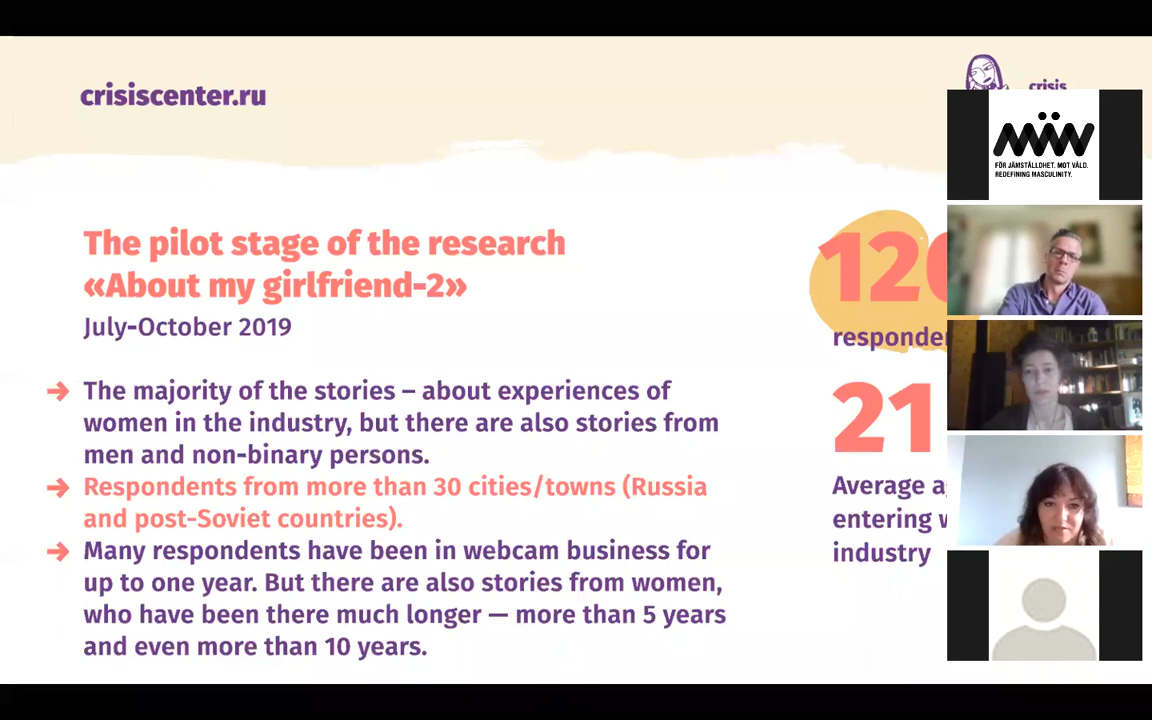 crisiscenter.ru
crisis
The pilot stage of the research
«About my girlfriend-2»
July-October 2019
→ The majority of the stories – about experiences of
women in the industry, but there are also stories from
men and non-binary persons.
→ Respondents from more than 30 cities/towns (Russia
and post-Soviet countries).
→ Many respondents have been in webcam business for
up to one year. But there are also stories from women,
who have been there much longer — more than 5 years
and even more than 10 years.
21
Average
entering
industry
MÄN
FÖR JÄMSTÄLLDHET. MOT VÅLD.
REDEFINING MASCULINITY.